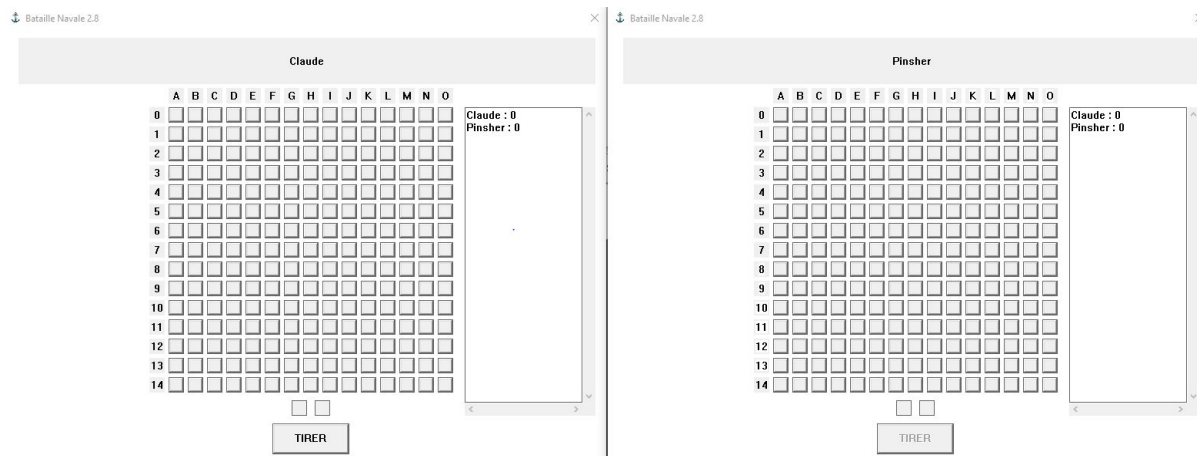 Bataille Navale 2.8
Claude
A B C D E F G H I J K L M N O
0
1
2
3
4
5
6
7
8
9
10
11
12
13
14
Claude : 0
Pinsher : 0
TIRER
Bataille Navale 2.8
Pinsher
A B C D E F G H I J K L M N O
0
1
2
3
4
5
6
7
8
9
10
11
12
13
14
Claude : 0
Pinsher : 0
TIRER